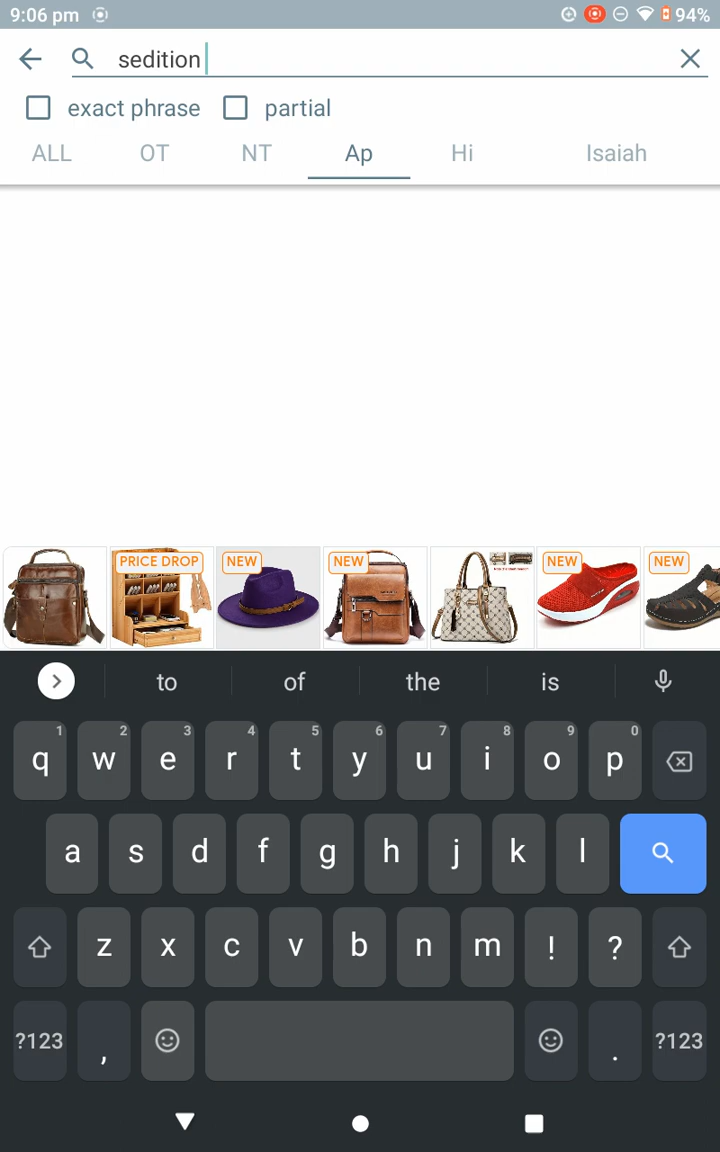 9:06 pm 94%
sedition
exact phrase partial
ALL OT NT Ap Hi Isaiah
PRICE DROP NEW NEW NEW NEW
to of the is
1 2 3 4 5 6 7 8 9 0
q w e r t y u i o p
a s d f g h j k l
z x c v b n m ! ?
?123 , . ?123